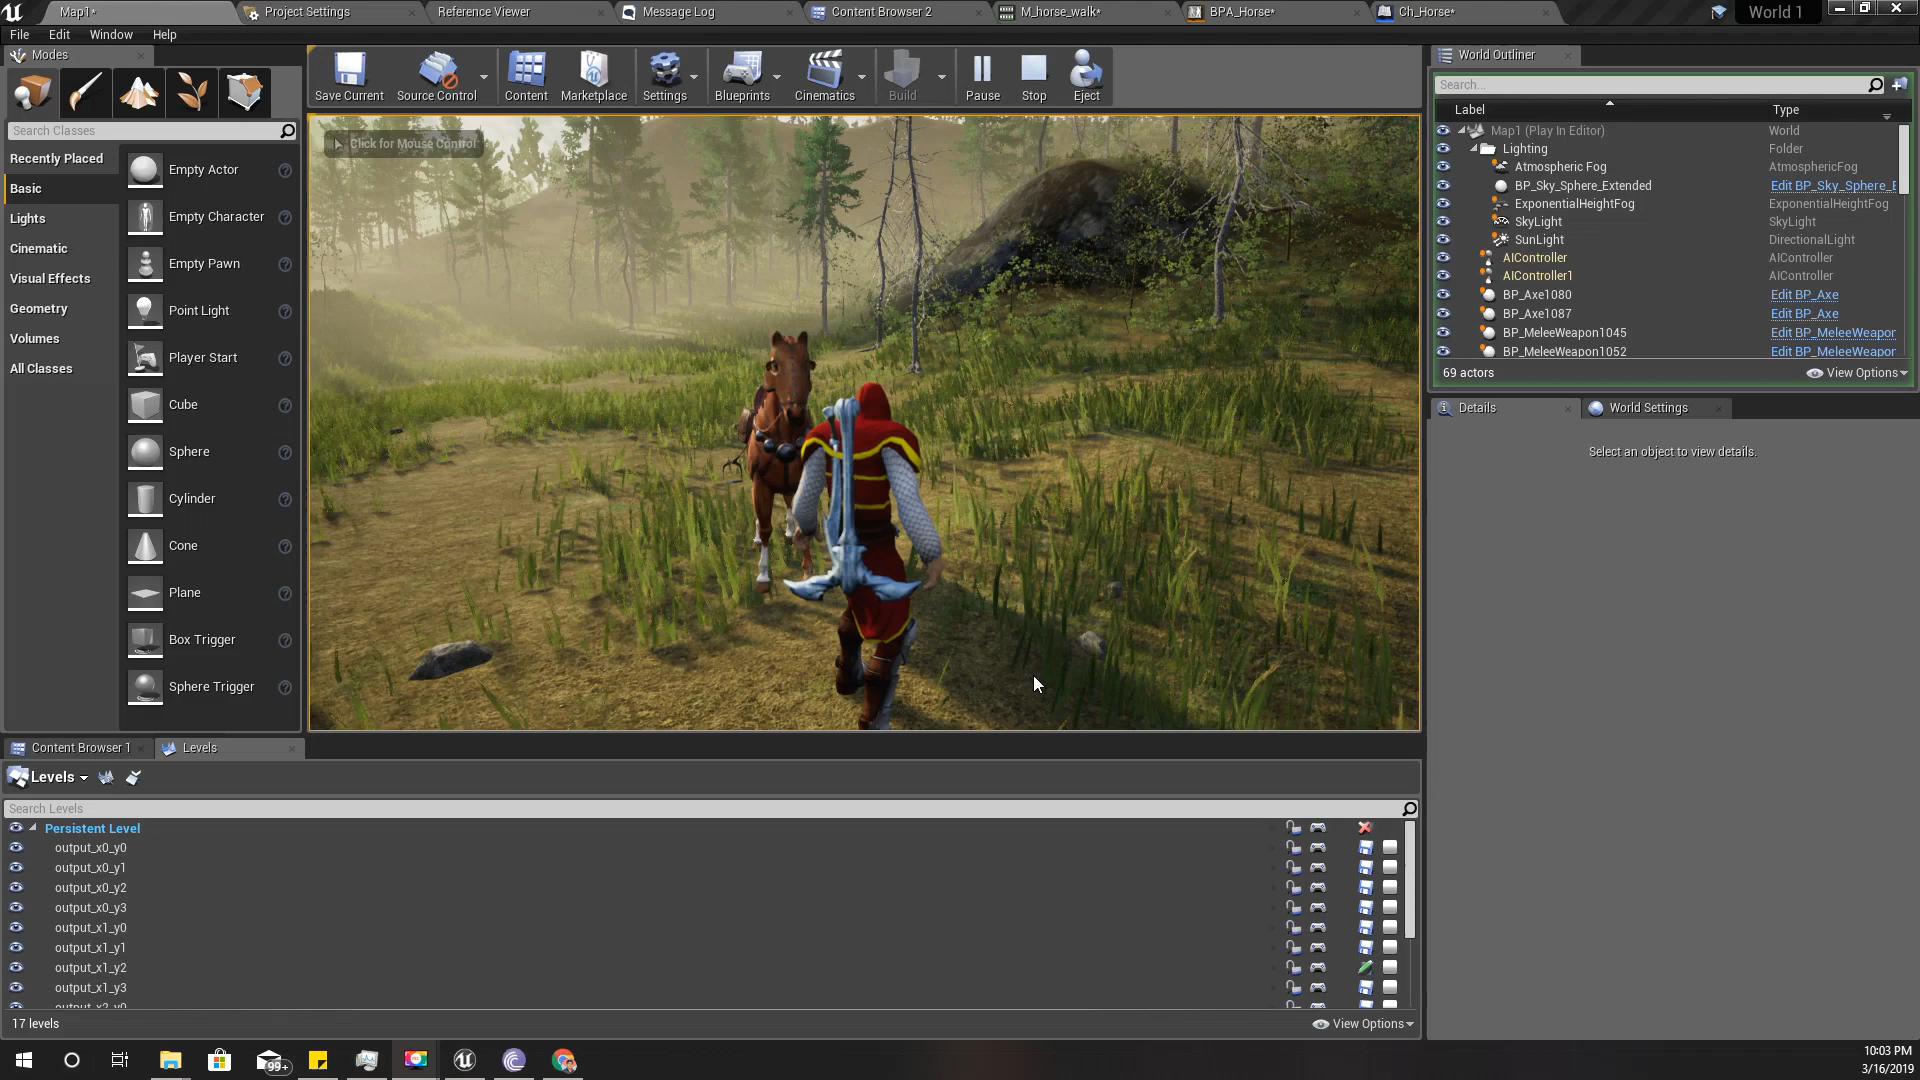 Map1*
Project Settings
Reference Viewer
Message Log
Content Browser 2
M_horse_walk*
BPA_Horse*
Ch_Horse*
World 1
File Edit Window Help
Modes
Search Classes
Recently Placed
Basic
Lights
Cinematic
Visual Effects
Geometry
Volumes
All Classes
Empty Actor
Empty Character
Empty Pawn
Point Light
Player Start
Cube
Sphere
Cylinder
Cone
Plane
Box Trigger
Sphere Trigger
Save Current
Source Control
Content
Marketplace
Settings
Blueprints
Cinematics
Build
Pause
Stop
Eject
Click for Mouse Control
World Outliner
Search...
Label Type
Map1 (Play In Editor) World
Lighting Folder
Atmospheric Fog AtmosphericFog
BP_Sky_Sphere_Extended Edit BP_Sky_Sphere_E
ExponentialHeightFog ExponentialHeightFog
SkyLight SkyLight
SunLight DirectionalLight
AIController AIController
AIController1 AIController
BP_Axe1080 Edit BP_Axe
BP_Axe1087 Edit BP_Axe
BP_MeleeWeapon1045 Edit BP_MeleeWeapor
BP_MeleeWeapon1052 Edit BP_MeleeWeapor
69 actors View Options
Details World Settings
Select an object to view details.
Content Browser 1 Levels
Levels
Search Levels
Persistent Level
output_x0_y0
output_x0_y1
output_x0_y2
output_x0_y3
output_x1_y0
output_x1_y1
output_x1_y2
output_x1_y3
output_x2_y0
17 levels View Options
99+
10:03 PM
3/16/2019